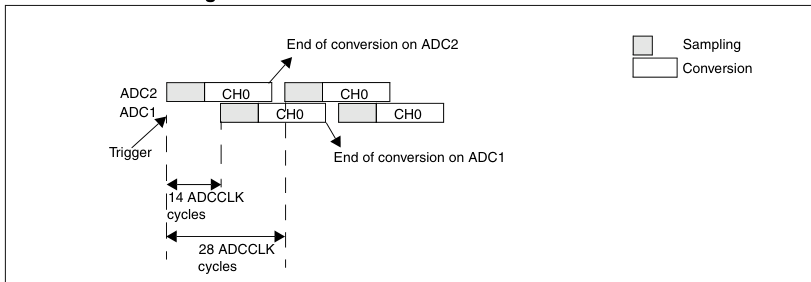 End of conversion on ADC2
Sampling
Conversion
ADC2
CH0
CH0
ADC1
CH0
CH0
Trigger
End of conversion on ADC1
14 ADCCLK
cycles
28 ADCCLK
cycles